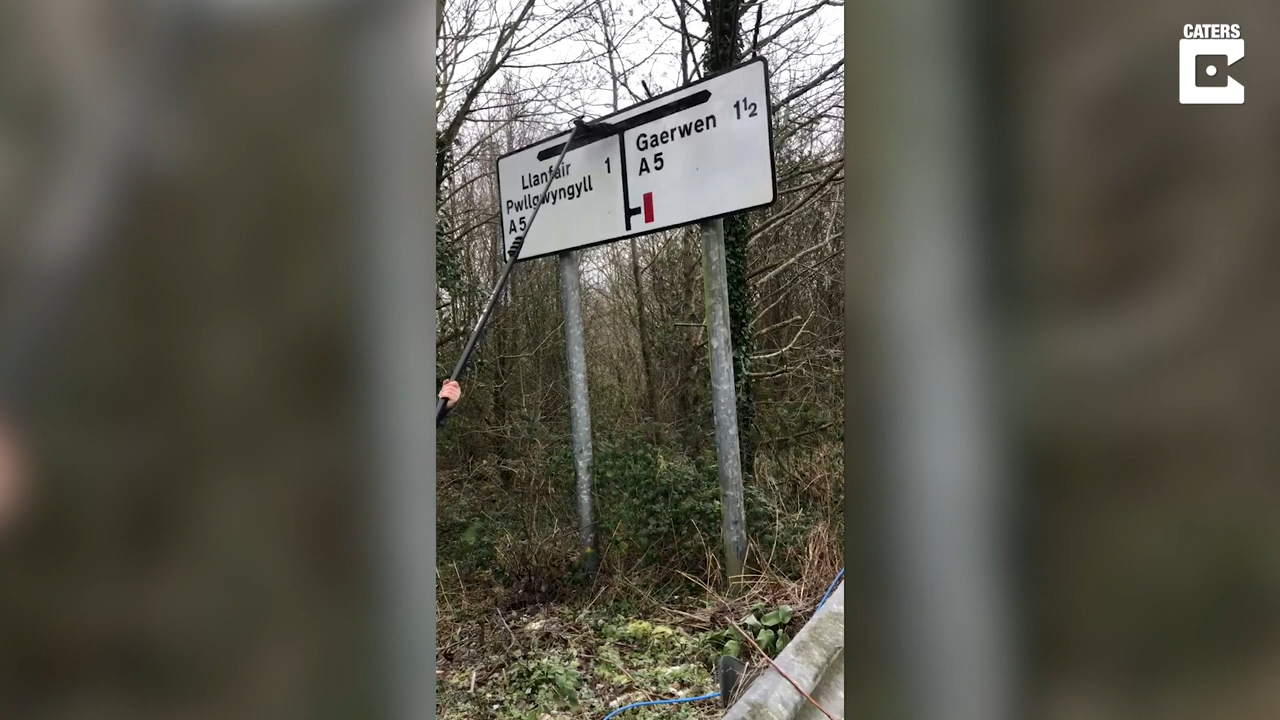 CATERS
Llanfair 1
Pwllgwyngyll
A5
Gaerwen 1½
A5